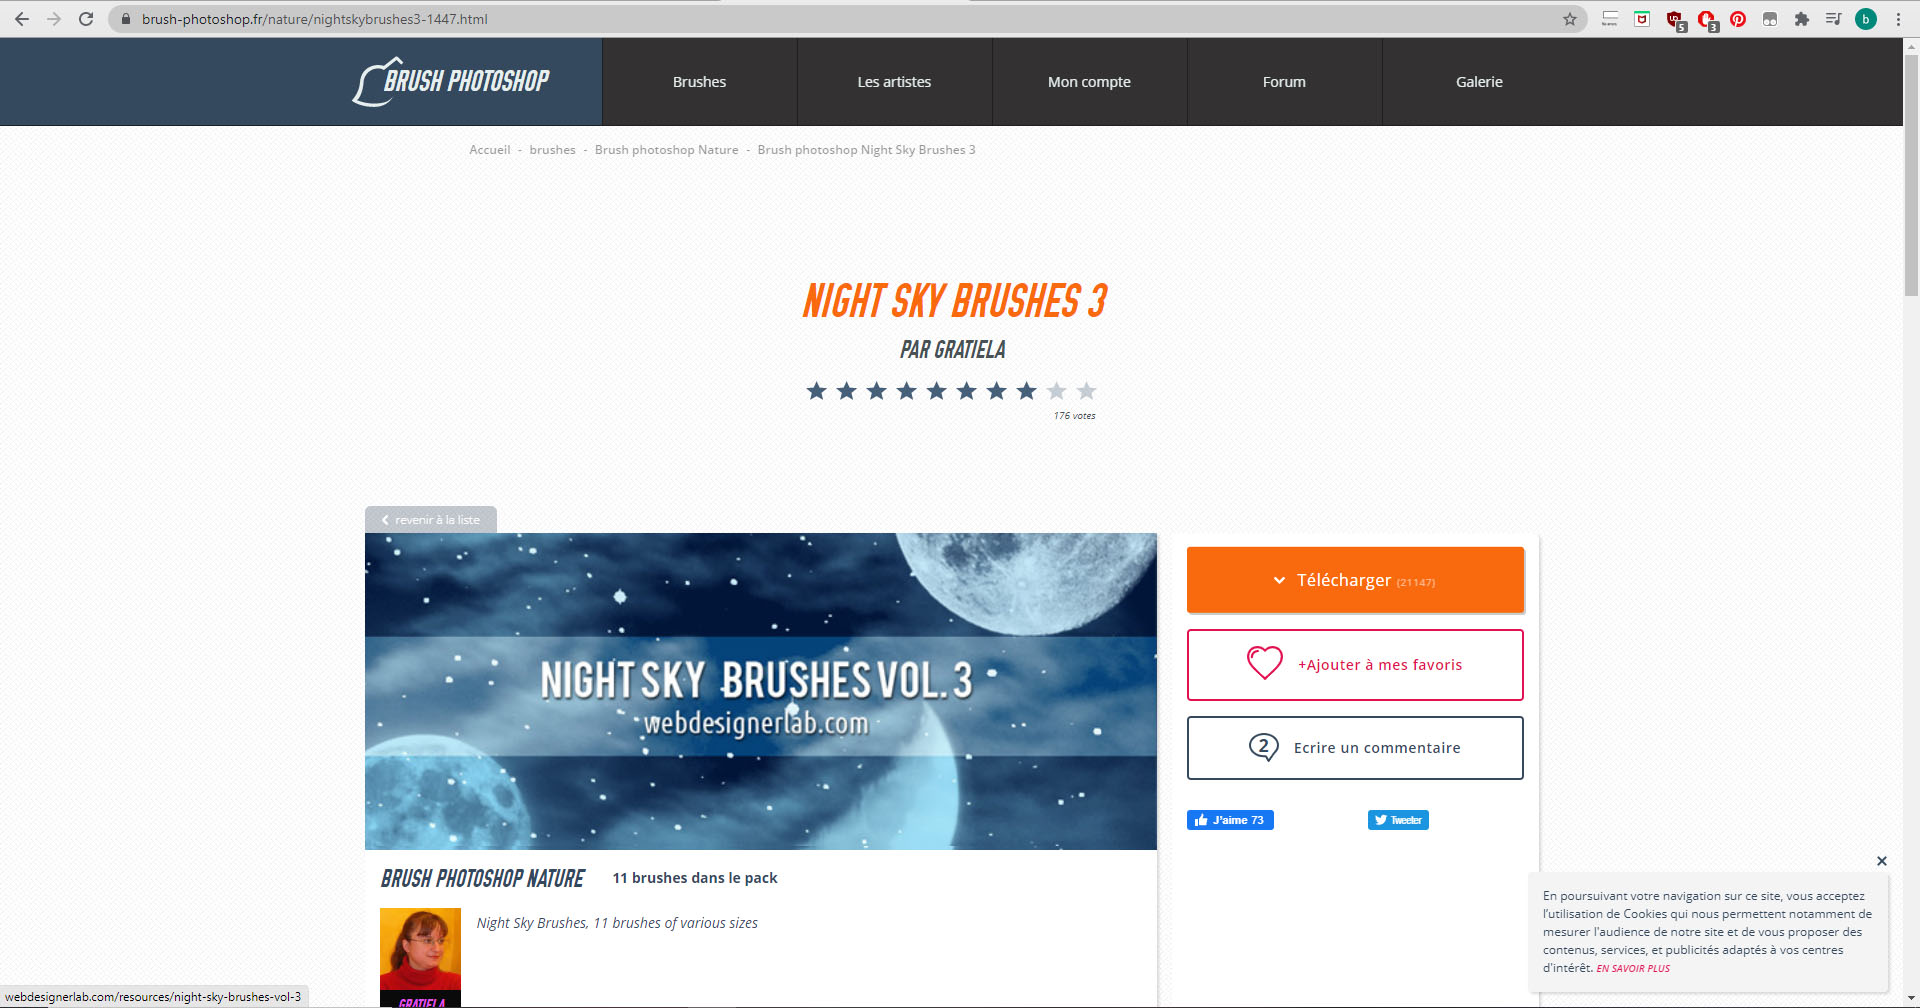 brush-photoshop.fr/nature/nightskybrushes3-1447.html
5
3
b
BRUSH PHOTOSHOP
Brushes
Les artistes
Mon compte
Forum
Galerie
Accueil - brushes - Brush photoshop Nature - Brush photoshop Night Sky Brushes 3
NIGHT SKY BRUSHES 3
PAR GRATIELA
176 votes
revenir à la liste
NIGHT SKY BRUSHES VOL. 3
webdesignerlab.com
Télécharger (21147)
+Ajouter à mes favoris
2 Ecrire un commentaire
J'aime 73
Tweeter
BRUSH PHOTOSHOP NATURE
11 brushes dans le pack
Night Sky Brushes, 11 brushes of various sizes
GRATIELA
En poursuivant votre navigation sur ce site, vous acceptez
l’utilisation de Cookies qui nous permettent notamment de
mesurer l'audience de notre site et de vous proposer des
contenus, services, et publicités adaptés à vos centres
d'intérêt. EN SAVOIR PLUS
webdesignerlab.com/resources/night-sky-brushes-vol-3